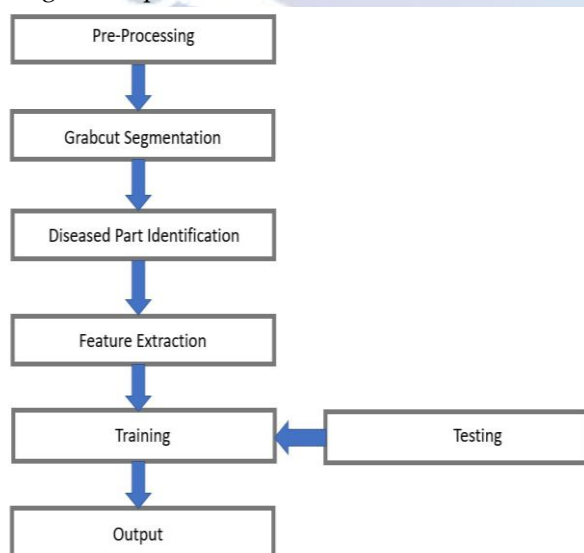 Pre-Processing
Grabcut Segmentation
Diseased Part Identification
Feature Extraction
Training
Testing
Output